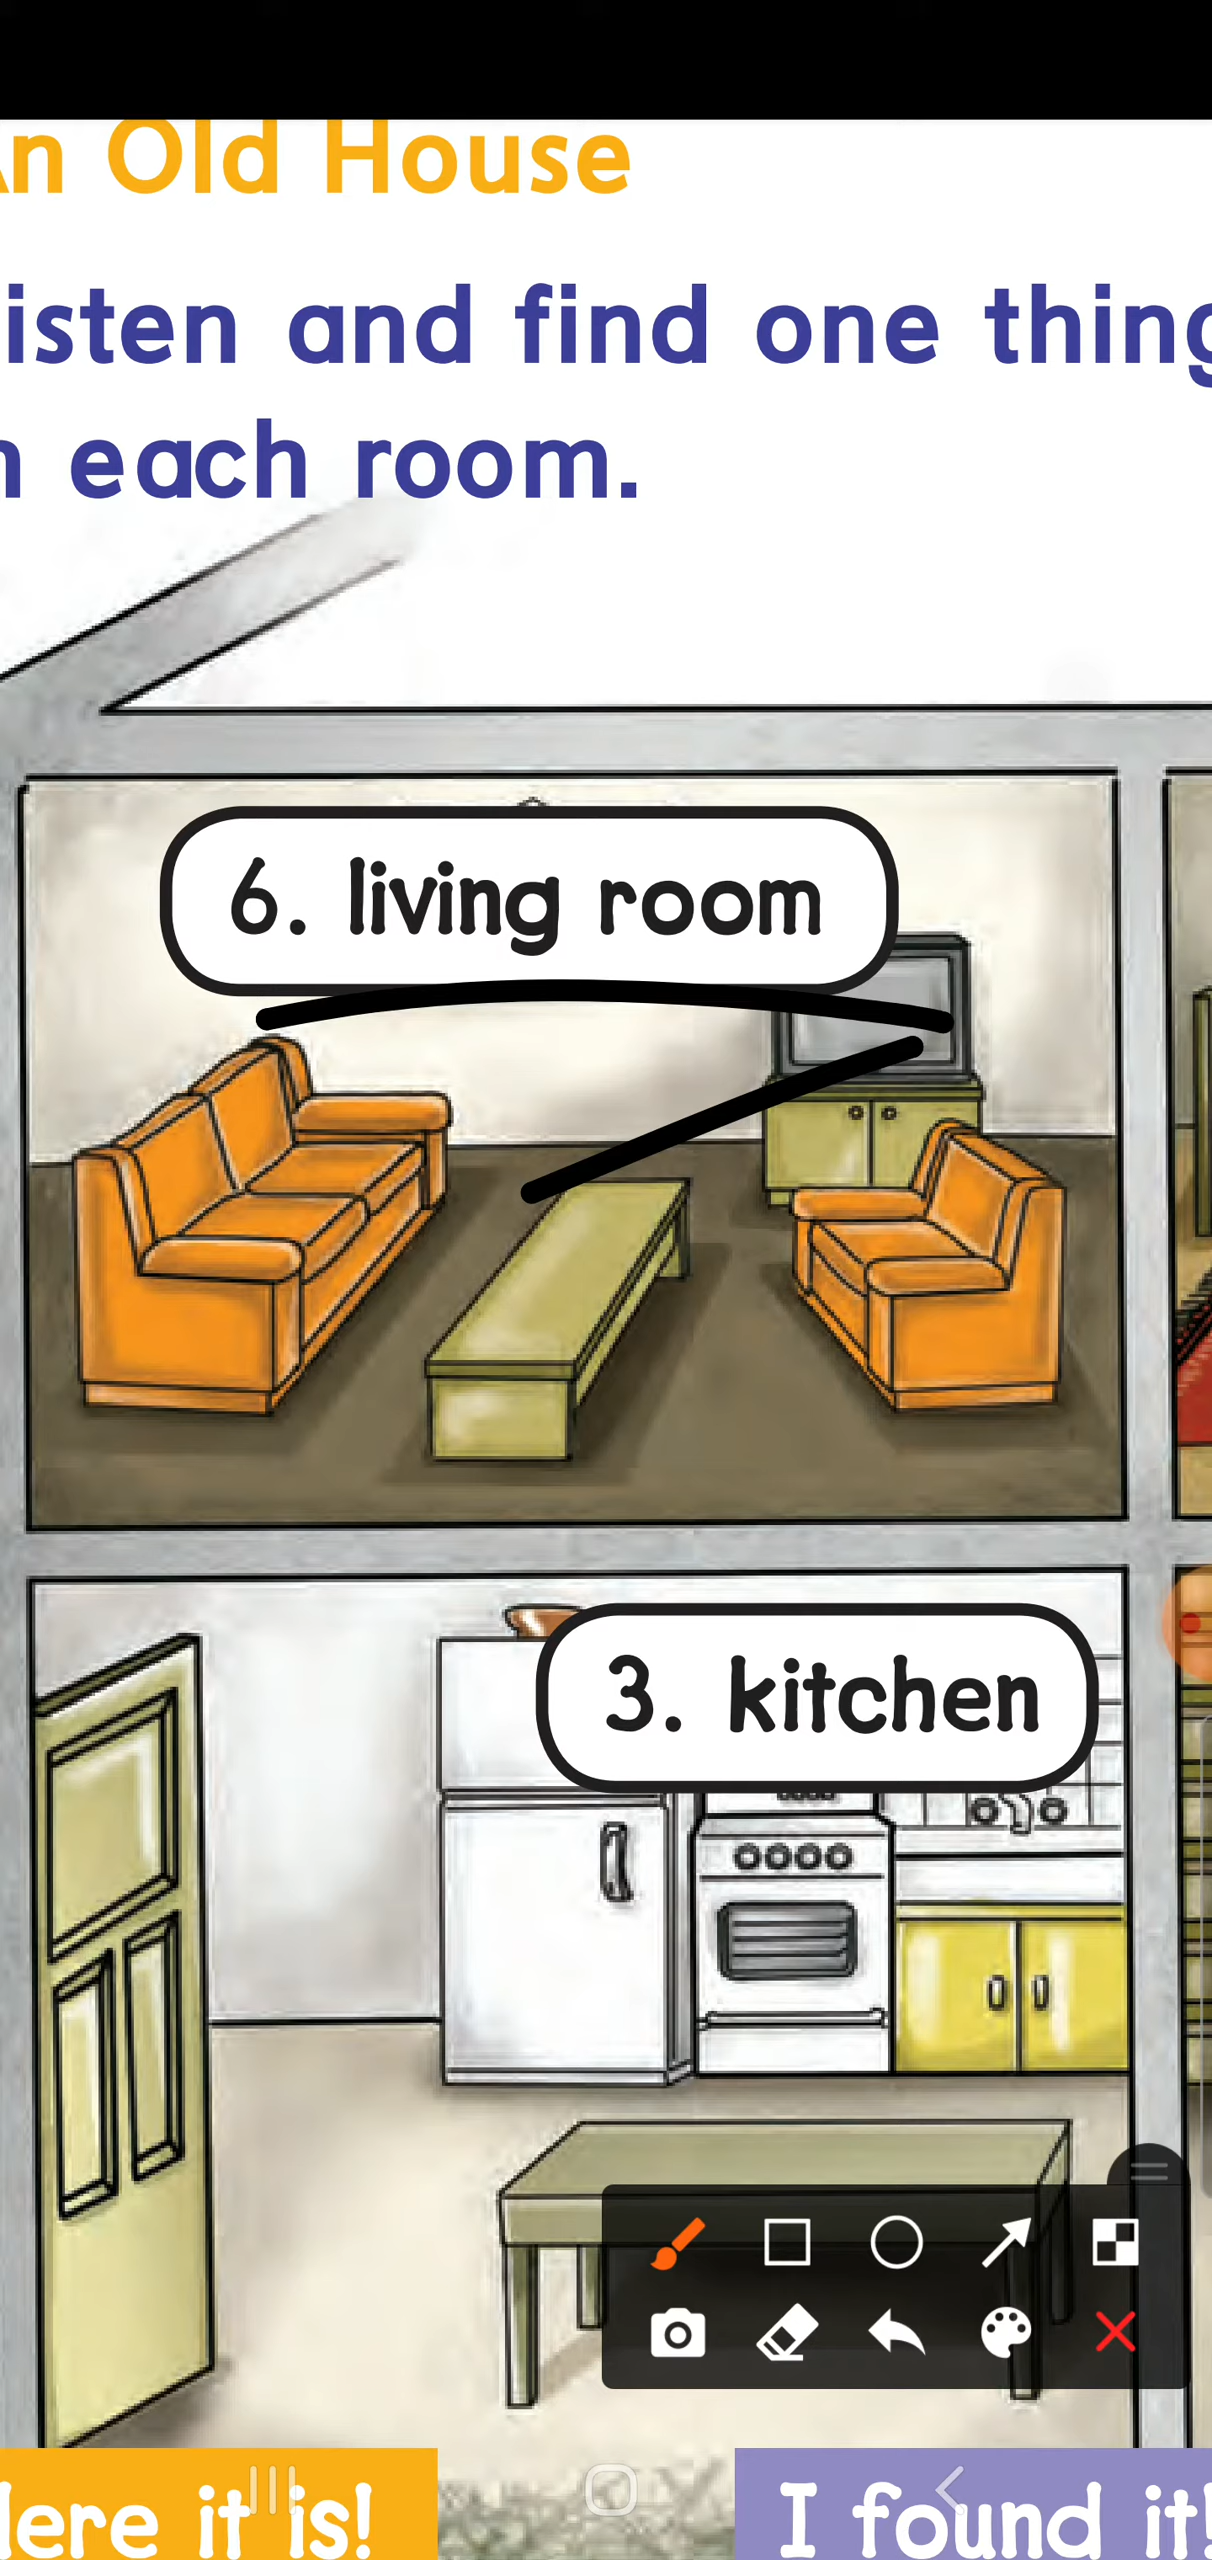 An Old House
isten and find one thing
each room.
6. living room
3. kitchen
ere it is!
I found it!